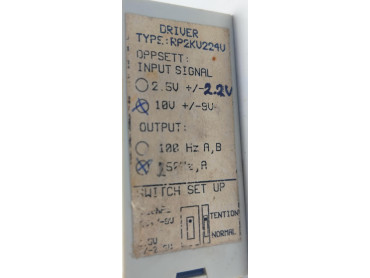 DRIVER
TYPE:RP2KV224V
OPPSETT:
INPUT SIGNAL
2.5V +/-2.2V
10V +/-9V
OUTPUT:
100 Hz A,B
A
SWITCH SET UP
TENTION
NORMAL